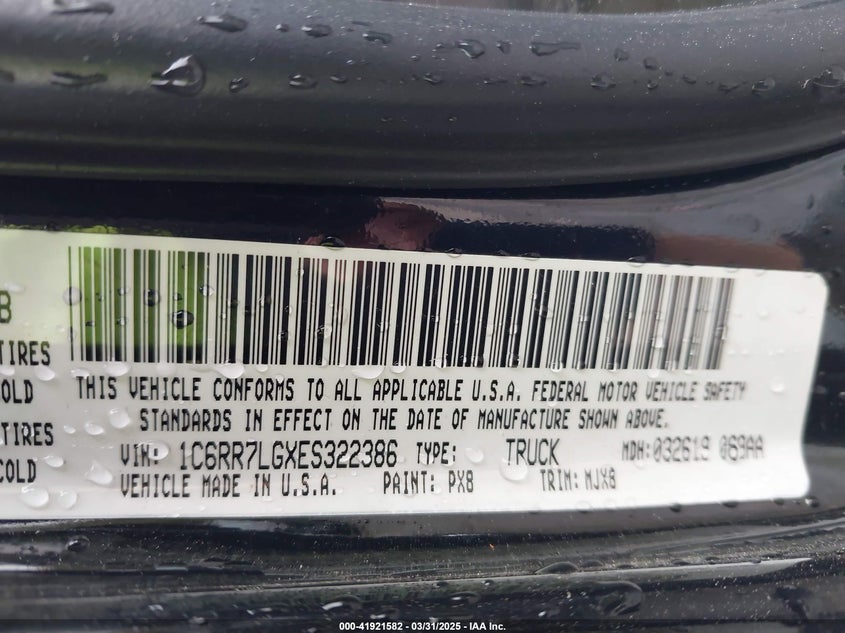 B
TIRES
COLD
TIRES
COLD
THIS VEHICLE CONFORMS TO ALL APPLICABLE U.S.A. FEDERAL MOTOR VEHICLE SAFETY
STANDARDS IN EFFECT ON THE DATE OF MANUFACTURE SHOWN ABOVE.
VIN: 1C6RR7LGXES322386 TYPE: TRUCK MDH:032619 069AA
VEHICLE MADE IN U.S.A. PAINT: PX8 TRIM: MJX8
000-41921582 - 03/31/2025 - IAA Inc.